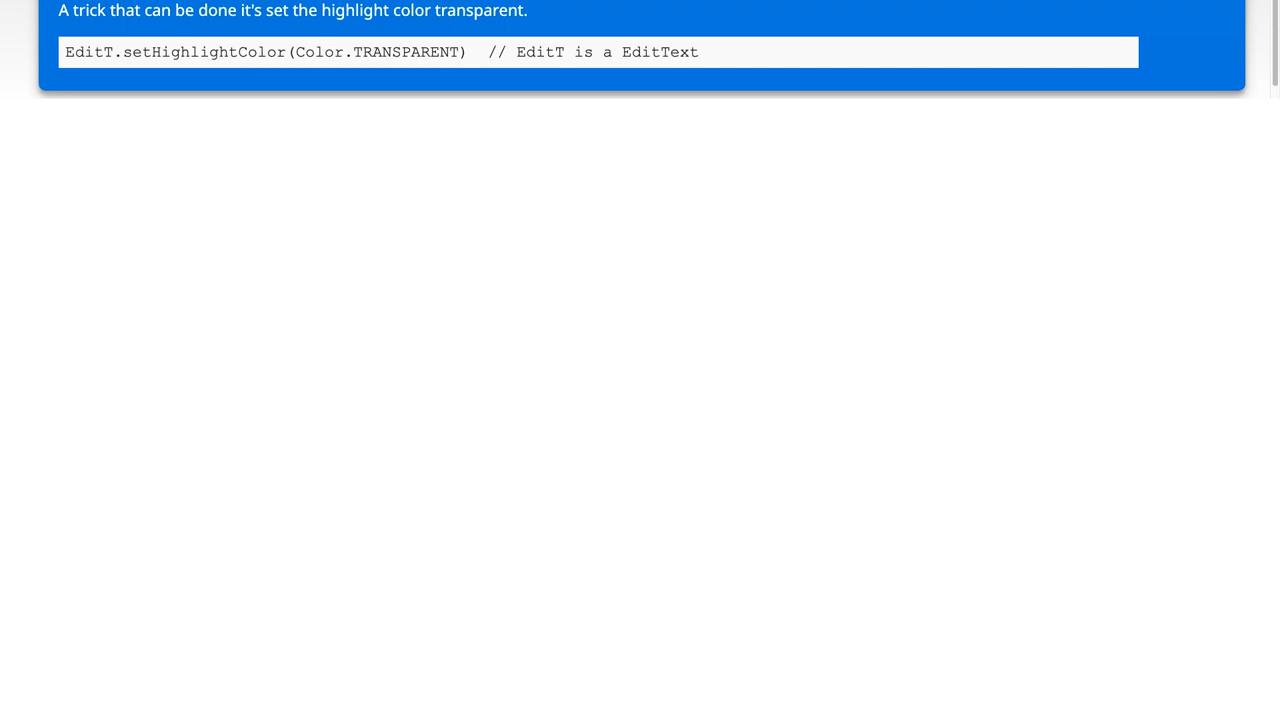 A trick that can be done it's set the highlight color transparent.
EditT.setHighlightColor(Color.TRANSPARENT)  // EditT is a EditText